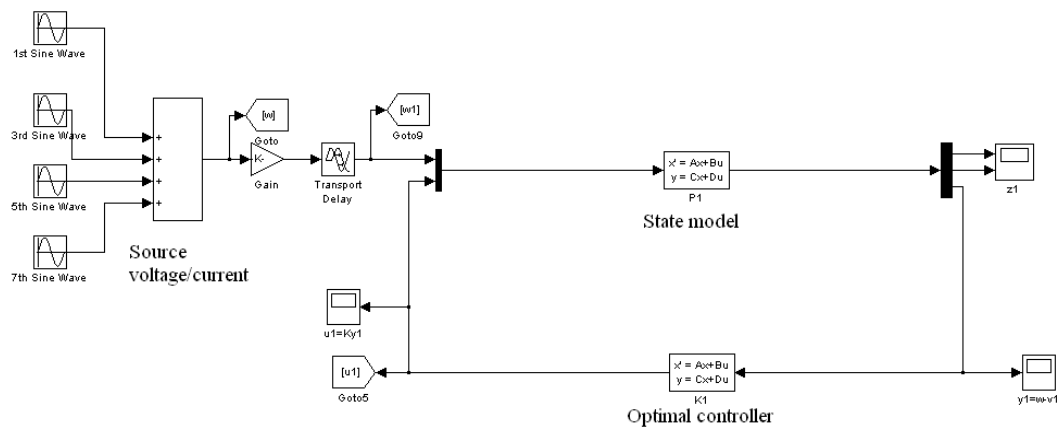 1st Sine Wave
3rd Sine Wave
5th Sine Wave
7th Sine Wave
+
+
+
+
Source
voltage/current
[w]
Goto
K-
Gain
Transport
Delay
[w1]
Goto9
x' = Ax+Bu
y = Cx+Du
P1
State model
z1
u1=Ky1
[u1]
Goto5
x' = Ax+Bu
y = Cx+Du
K1
Optimal controller
y1=w-v1